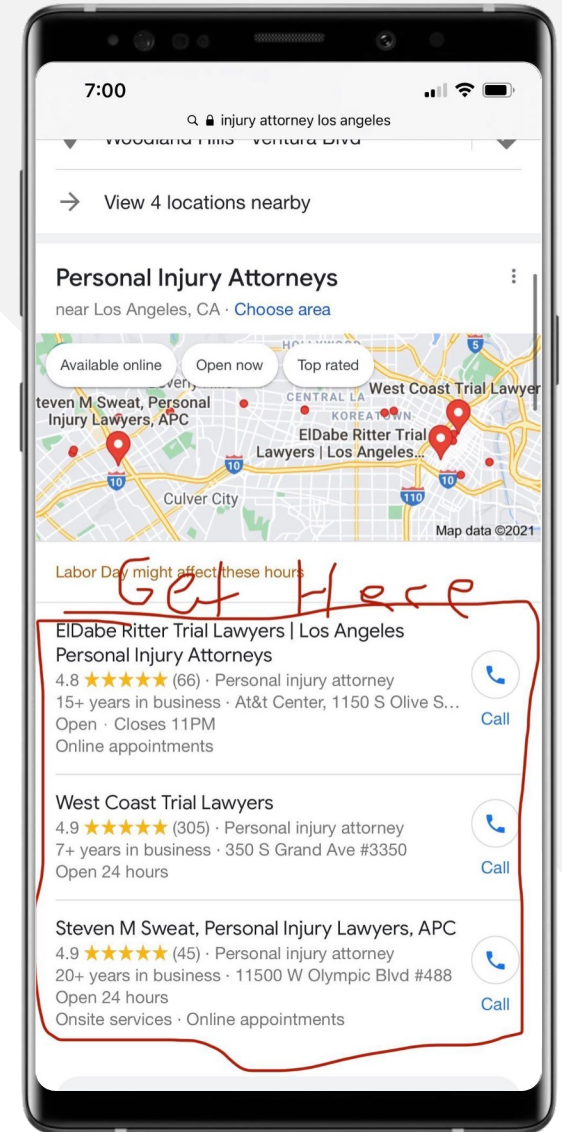 7:00
injury attorney los angeles
Woodland Hills - Ventura Blvd
View 4 locations nearby
Personal Injury Attorneys
near Los Angeles, CA · Choose area
Available online
Open now
Top rated
5
CENTRAL LA
West Coast Trial Lawyer
teven M Sweat, Personal
Injury Lawyers, APC
KOREATOWN
ElDabe Ritter Trial
Lawyers | Los Angeles...
10
10
10
110
Culver City
Map data ©2021
Labor Day might affect these hours
Get Here
ElDabe Ritter Trial Lawyers | Los Angeles
Personal Injury Attorneys
4.8 ★★★★★ (66) · Personal injury attorney
15+ years in business · At&t Center, 1150 S Olive S...
Open · Closes 11PM
Online appointments
Call
West Coast Trial Lawyers
4.9 ★★★★★ (305) · Personal injury attorney
7+ years in business · 350 S Grand Ave #3350
Open 24 hours
Call
Steven M Sweat, Personal Injury Lawyers, APC
4.9 ★★★★★ (45) · Personal injury attorney
20+ years in business · 11500 W Olympic Blvd #488
Open 24 hours
Onsite services · Online appointments
Call